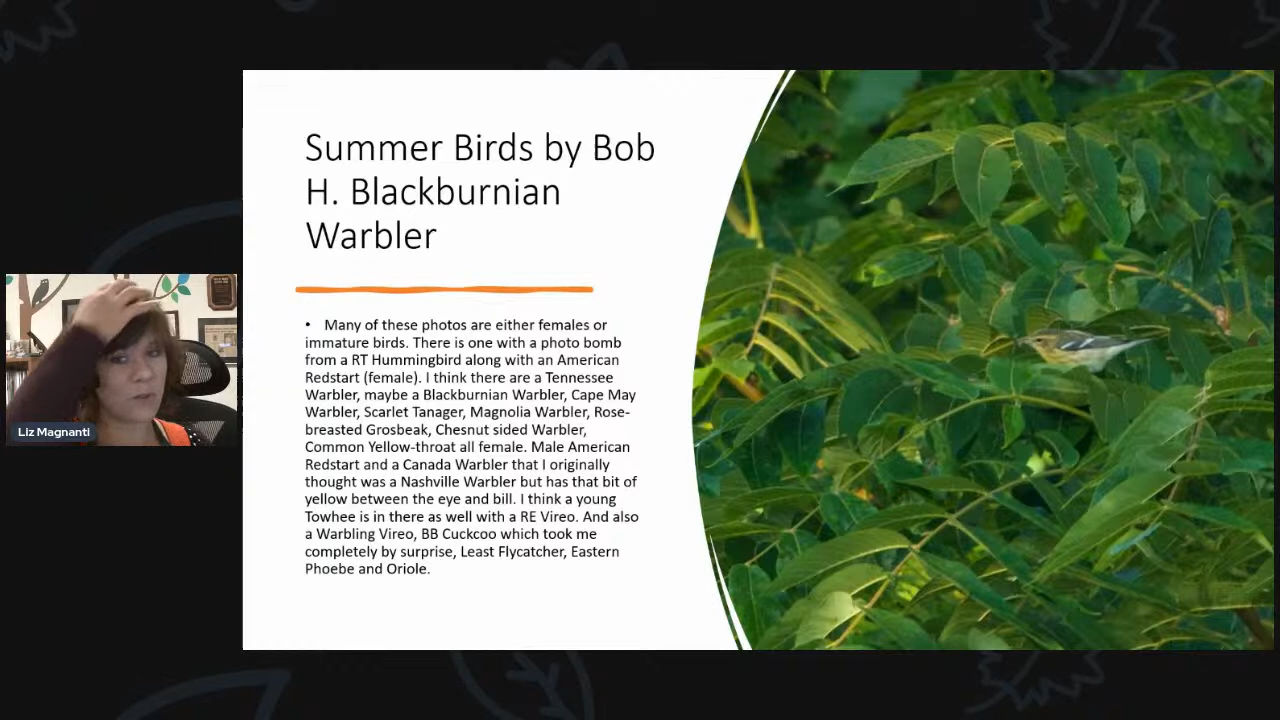 Summer Birds by Bob
H. Blackburnian
Warbler
• Many of these photos are either females or
immature birds. There is one with a photo bomb
from a RT Hummingbird along with an American
Redstart (female). I think there are a Tennessee
Warbler, maybe a Blackburnian Warbler, Cape May
Warbler, Scarlet Tanager, Magnolia Warbler, Rose-
breasted Grosbeak, Chesnut sided Warbler,
Common Yellow-throat all female. Male American
Redstart and a Canada Warbler that I originally
thought was a Nashville Warbler but has that bit of
yellow between the eye and bill. I think a young
Towhee is in there as well with a RE Vireo. And also
a Warbling Vireo, BB Cuckcoo which took me
completely by surprise, Least Flycatcher, Eastern
Phoebe and Oriole.
Liz Magnanti